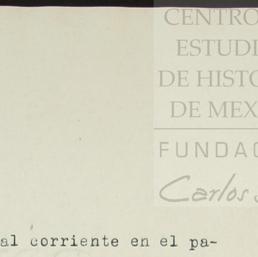 CENTRO
ESTUDI
DE HISTO
DE MEX
FUNDAC
Carlos
al corriente en el pa-